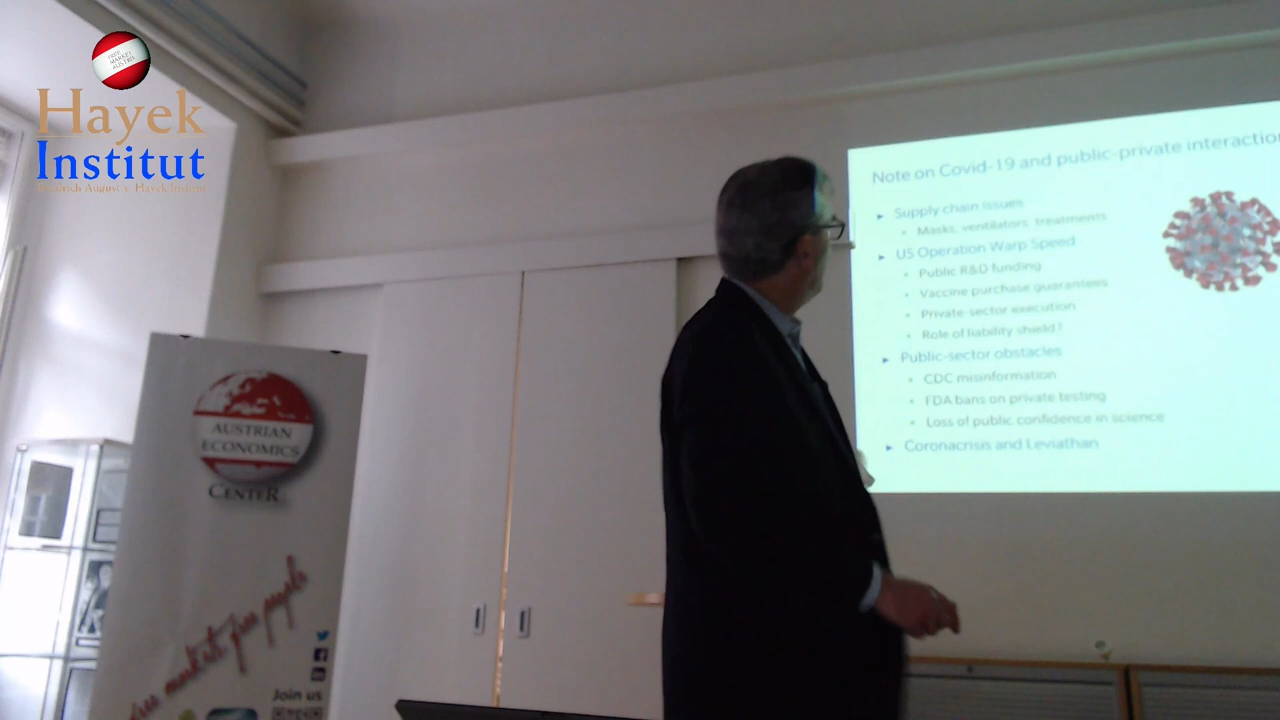 FREE
MARKET
AUSTRIA
Hayek
Institut
Friedrich August v. Hayek Institut
AUSTRIAN
ECONOMICS
CENTER
free markets free people
Join us
Note on Covid-19 and public-private interaction
► Supply chain issues
• Masks, ventilators, treatments
► US Operation Warp Speed
• Public R&D funding
• Vaccine purchase guarantees
• Private-sector execution
• Role of liability shield?
► Public-sector obstacles
• CDC misinformation
• FDA bans on private testing
• Loss of public confidence in science
► Coronacrisis and Leviathan